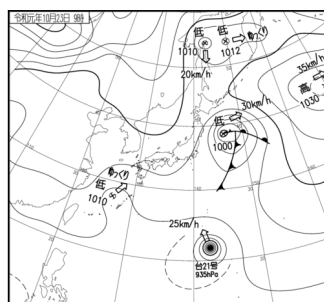 令和元年10月23日 9時
低 低 ゆっくり
1010 1012
20km/h
35km/h
高
1030
30km/h
低
1000
ゆっくり
低
1010
25km/h
台21号
935hPa